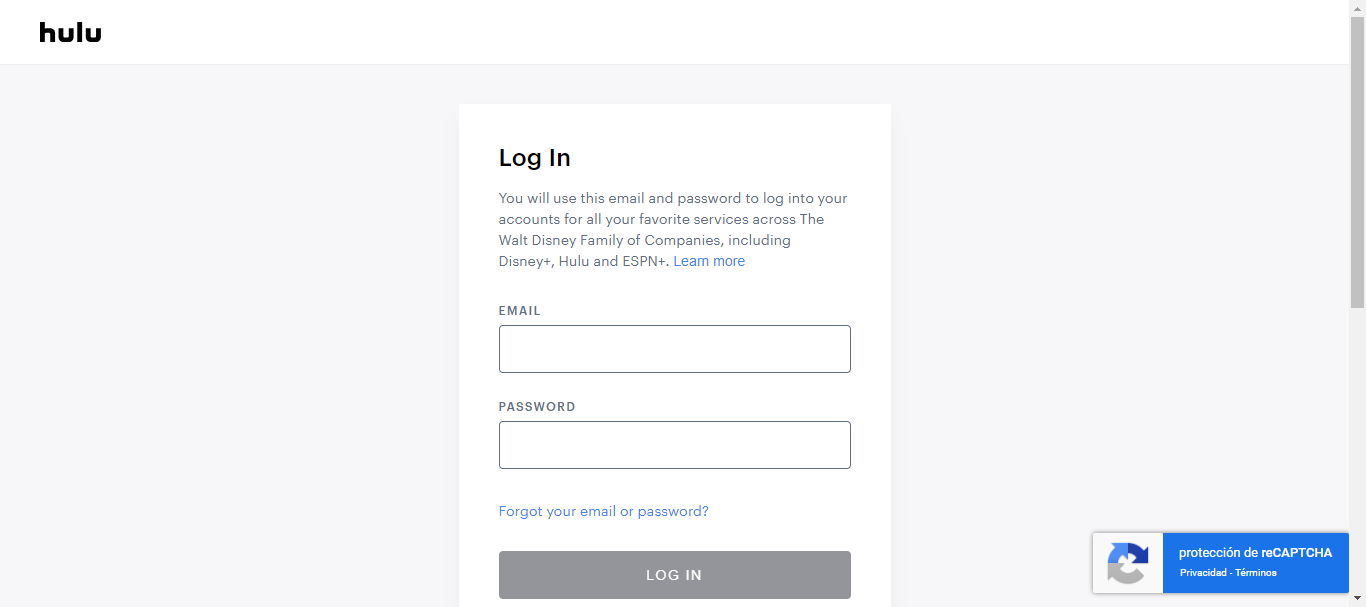 hulu
Log In
You will use this email and password to log into your
accounts for all your favorite services across The
Walt Disney Family of Companies, including
Disney+, Hulu and ESPN+. Learn more
EMAIL
PASSWORD
Forgot your email or password?
LOG IN
protección de reCAPTCHA
Privacidad - Términos